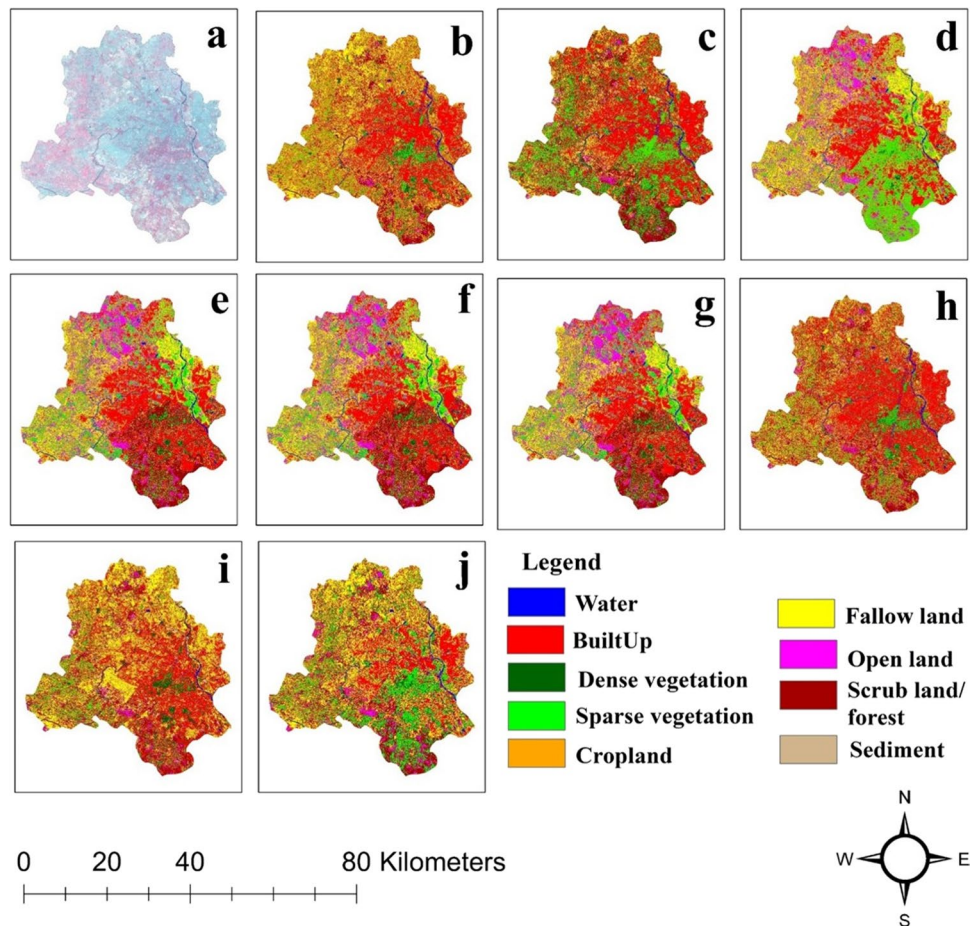 a
b
c
d
e
f
g
h
i
j
Legend
Water
BuiltUp
Dense vegetation
Sparse vegetation
Cropland
Fallow land
Open land
Scrub land/
forest
Sediment
0 20 40 80 Kilometers
N
W E
S